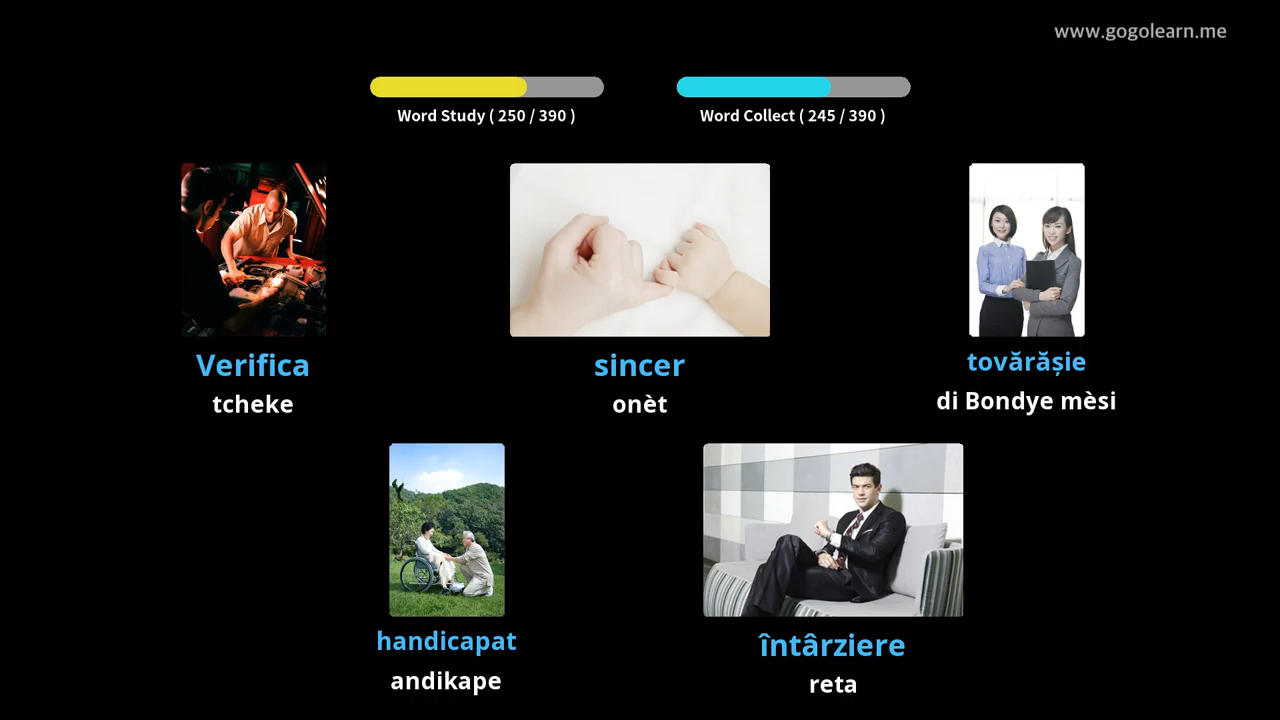 www.gogolearn.me
Word Study ( 250 / 390 )
Word Collect ( 245 / 390 )
Verifica
tcheke
sincer
onèt
tovărășie
di Bondye mèsi
handicapat
andikape
întârziere
reta